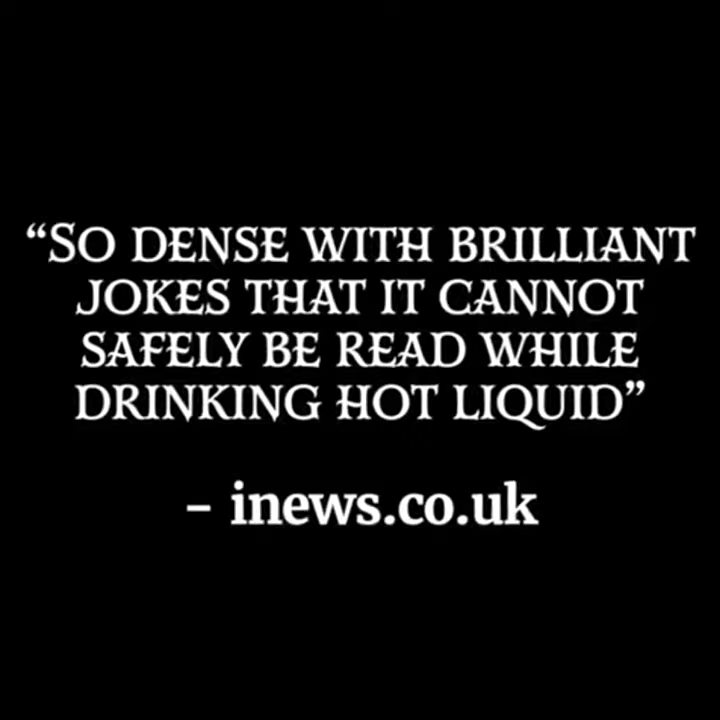 “SO DENSE WITH BRILLIANT
JOKES THAT IT CANNOT
SAFELY BE READ WHILE
DRINKING HOT LIQUID”
- inews.co.uk